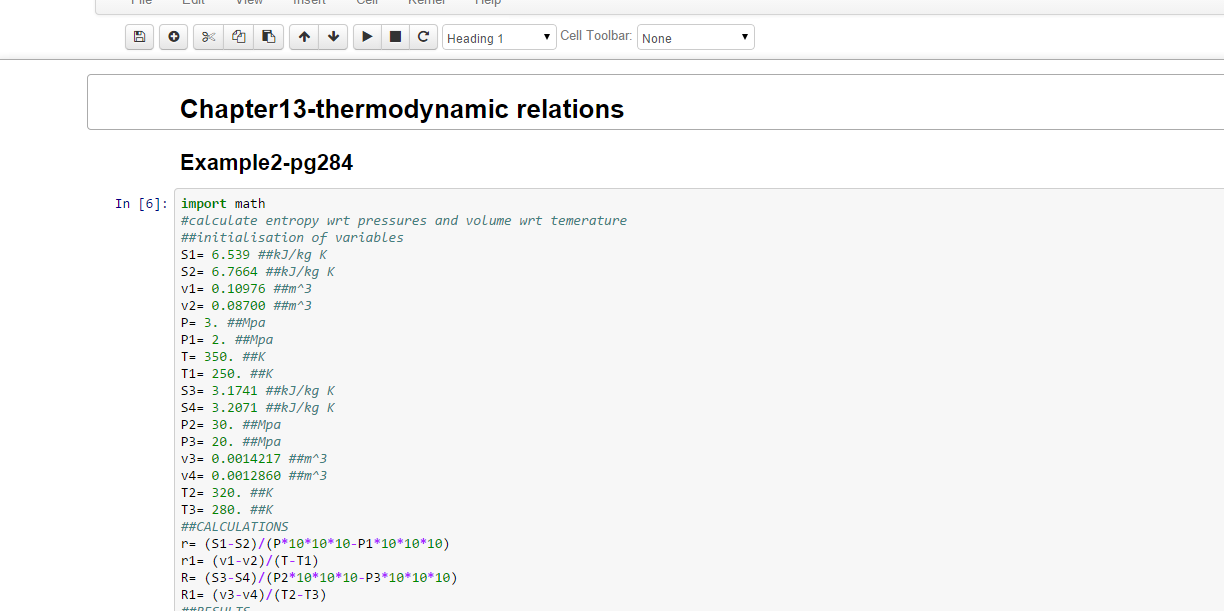 File Edit View Insert Cell Kernel Help
Heading 1 Cell Toolbar: None
Chapter13-thermodynamic relations
Example2-pg284
In [6]: import math
#calculate entropy wrt pressures and volume wrt temerature
##initialisation of variables
S1= 6.539 ##kJ/kg K
S2= 6.7664 ##kJ/kg K
v1= 0.10976 ##m^3
v2= 0.08700 ##m^3
P= 3. ##Mpa
P1= 2. ##Mpa
T= 350. ##K
T1= 250. ##K
S3= 3.1741 ##kJ/kg K
S4= 3.2071 ##kJ/kg K
P2= 30. ##Mpa
P3= 20. ##Mpa
v3= 0.0014217 ##m^3
v4= 0.0012860 ##m^3
T2= 320. ##K
T3= 280. ##K
##CALCULATIONS
r= (S1-S2)/(P*10*10*10-P1*10*10*10)
r1= (v1-v2)/(T-T1)
R= (S3-S4)/(P2*10*10*10-P3*10*10*10)
R1= (v3-v4)/(T2-T3)
##RESULTS